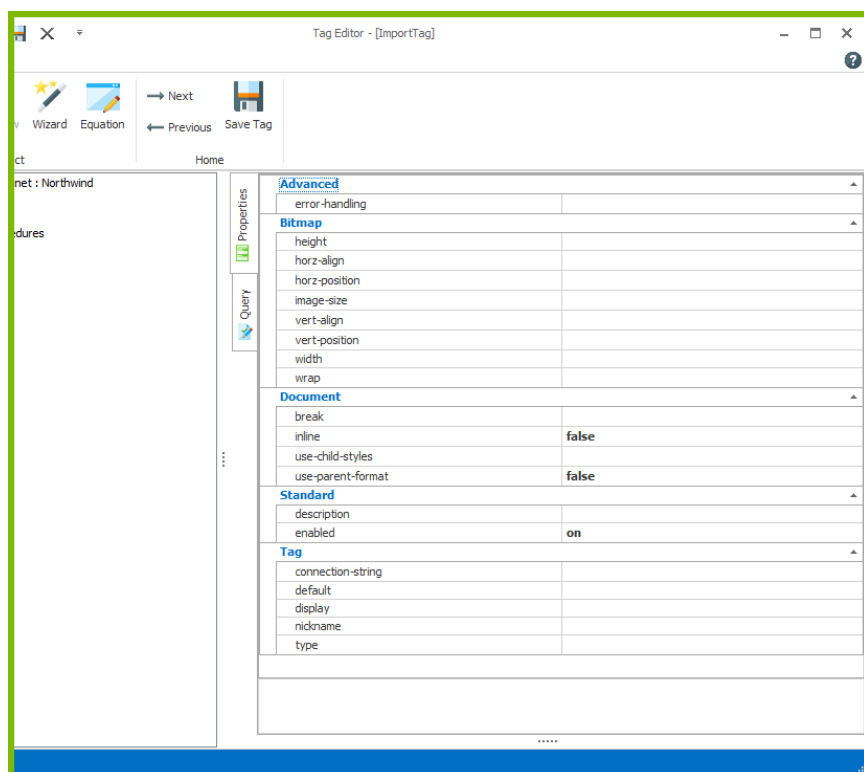 Tag Editor - [ImportTag]
Wizard
Equation
Next
Previous
Save Tag
Home
net : Northwind
Properties
Query
Advanced
error-handling
Bitmap
height
horz-align
horz-position
image-size
vert-align
vert-position
width
wrap
Document
break
inline false
use-child-styles
use-parent-format false
Standard
description
enabled on
Tag
connection-string
default
display
nickname
type